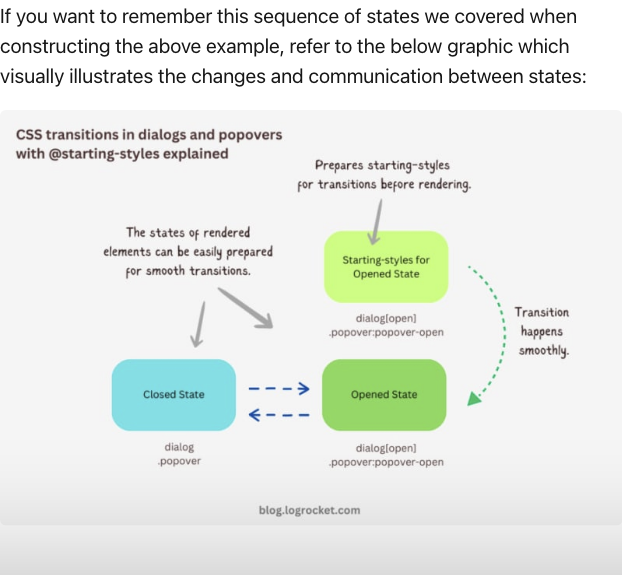 If you want to remember this sequence of states we covered when
constructing the above example, refer to the below graphic which
visually illustrates the changes and communication between states:
CSS transitions in dialogs and popovers
with @starting-styles explained
Prepares starting-styles
for transitions before rendering.
The states of rendered
elements can be easily prepared
for smooth transitions.
Starting-styles for
Opened State
dialog[open]
.popover:popover-open
Transition
happens
smoothly.
Closed State
Opened State
dialog
.popover
dialog[open]
.popover:popover-open
blog.logrocket.com